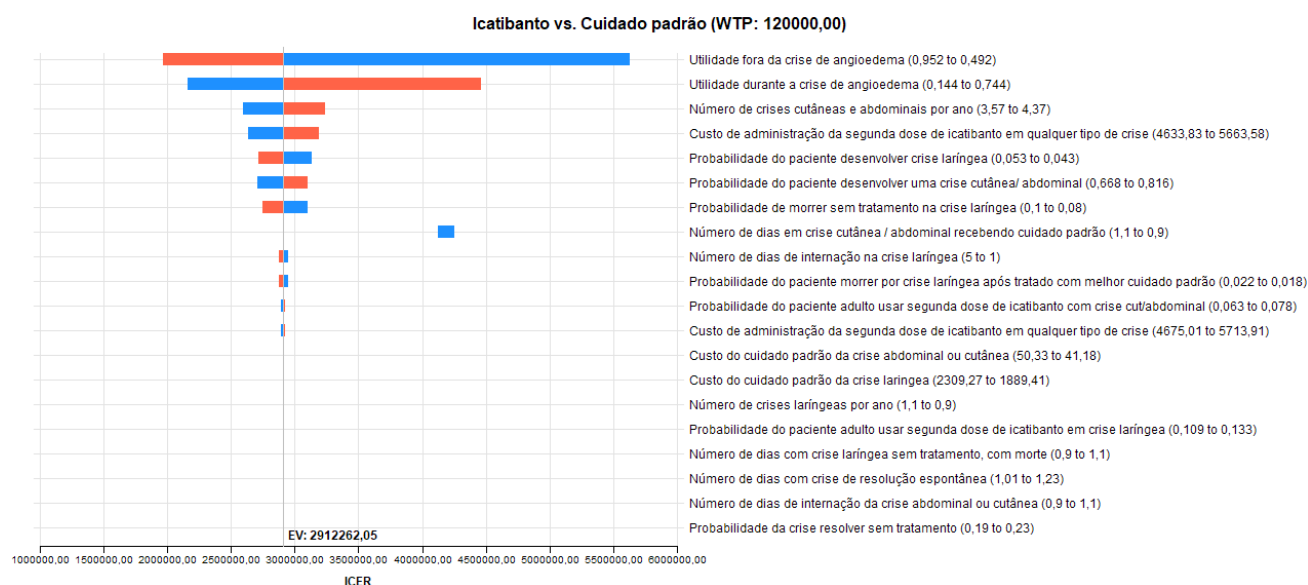 Icatibanto vs. Cuidado padrão (WTP: 120000,00)
Utilidade fora da crise de angioedema (0,952 to 0,492)
Utilidade durante a crise de angioedema (0,144 to 0,744)
Número de crises cutâneas e abdominais por ano (3,57 to 4,37)
Custo de administração da segunda dose de icatibanto em qualquer tipo de crise (4633,83 to 5663,58)
Probabilidade do paciente desenvolver crise laríngea (0,053 to 0,043)
Probabilidade do paciente desenvolver uma crise cutânea/ abdominal (0,668 to 0,816)
Probabilidade de morrer sem tratamento na crise laríngea (0,1 to 0,08)
Número de dias em crise cutânea / abdominal recebendo cuidado padrão (1,1 to 0,9)
Número de dias de internação na crise laríngea (5 to 1)
Probabilidade do paciente morrer por crise laríngea após tratado com melhor cuidado padrão (0,022 to 0,018)
Probabilidade do paciente adulto usar segunda dose de icatibanto com crise cut/abdominal (0,063 to 0,078)
Custo de administração da segunda dose de icatibanto em qualquer tipo de crise (4675,01 to 5713,91)
Custo do cuidado padrão da crise abdominal ou cutânea (50,33 to 41,18)
Custo do cuidado padrão da crise laringea (2309,27 to 1889,41)
Número de crises laríngeas por ano (1,1 to 0,9)
Probabilidade do paciente adulto usar segunda dose de icatibanto em crise laríngea (0,109 to 0,133)
Número de dias com crise laríngea sem tratamento, com morte (0,9 to 1,1)
Número de dias com crise de resolução espontânea (1,01 to 1,23)
Número de dias de internação da crise abdominal ou cutânea (0,9 to 1,1)
Probabilidade da crise resolver sem tratamento (0,19 to 0,23)
EV: 2912262,05
1000000,00 1500000,00 2000000,00 2500000,00 3000000,00 3500000,00 4000000,00 4500000,00 5000000,00 5500000,00 6000000,00
ICER